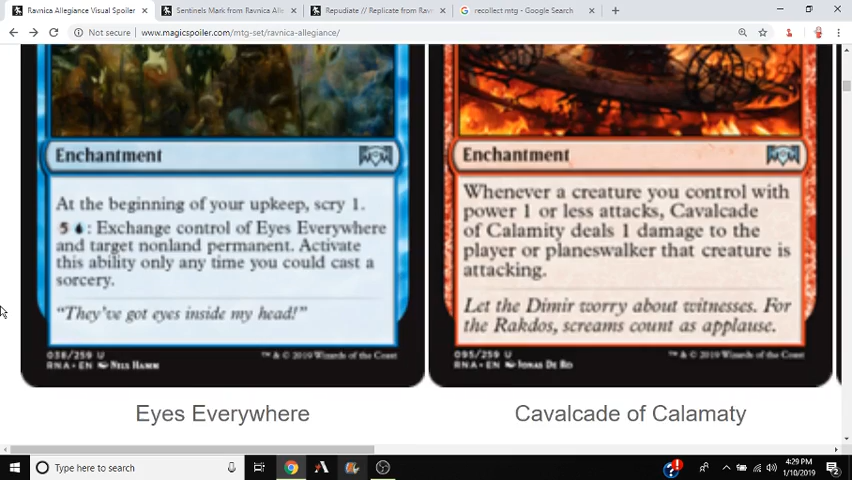 Ravnica Allegiance Visual Spoiler
Sentinels Mark from Ravnica Alle
Repudiate // Replicate from Ravn
recollect mtg - Google Search
Not secure | www.magicspoiler.com/mtg-set/ravnica-allegiance/
Enchantment
At the beginning of your upkeep, scry 1.
5 : Exchange control of Eyes Everywhere
and target nonland permanent. Activate
this ability only any time you could cast a
sorcery.
"They've got eyes inside my head!"
038/259 U
RNA • EN NILS HAMM
™ & © 2019 Wizards of the Coast
Eyes Everywhere
Enchantment
Whenever a creature you control with
power 1 or less attacks, Cavalcade
of Calamity deals 1 damage to the
player or planeswalker that creature is
attacking.
Let the Dimir worry about witnesses. For
the Rakdos, screams count as applause.
095/259 U
RNA • EN JONAS DE RO
™ & © 2019 Wizards of the Coast
Cavalcade of Calamaty
Type here to search
4:29 PM
1/10/2019
2